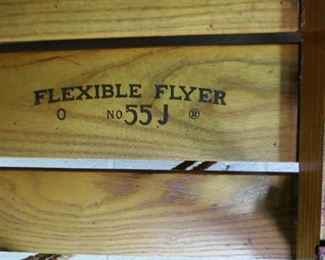 FLEXIBLE FLYER
O NO. 55 J ®